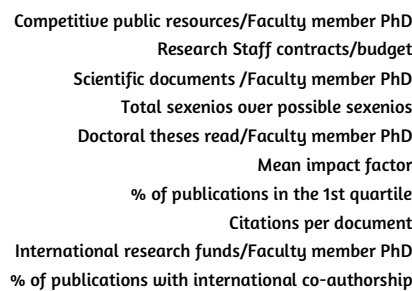 Competitive public resources/Faculty member PhD
Research Staff contracts/budget
Scientific documents /Faculty member PhD
Total sexenios over possible sexenios
Doctoral theses read/Faculty member PhD
Mean impact factor
% of publications in the 1st quartile
Citations per document
International research funds/Faculty member PhD
% of publications with international co-authorship